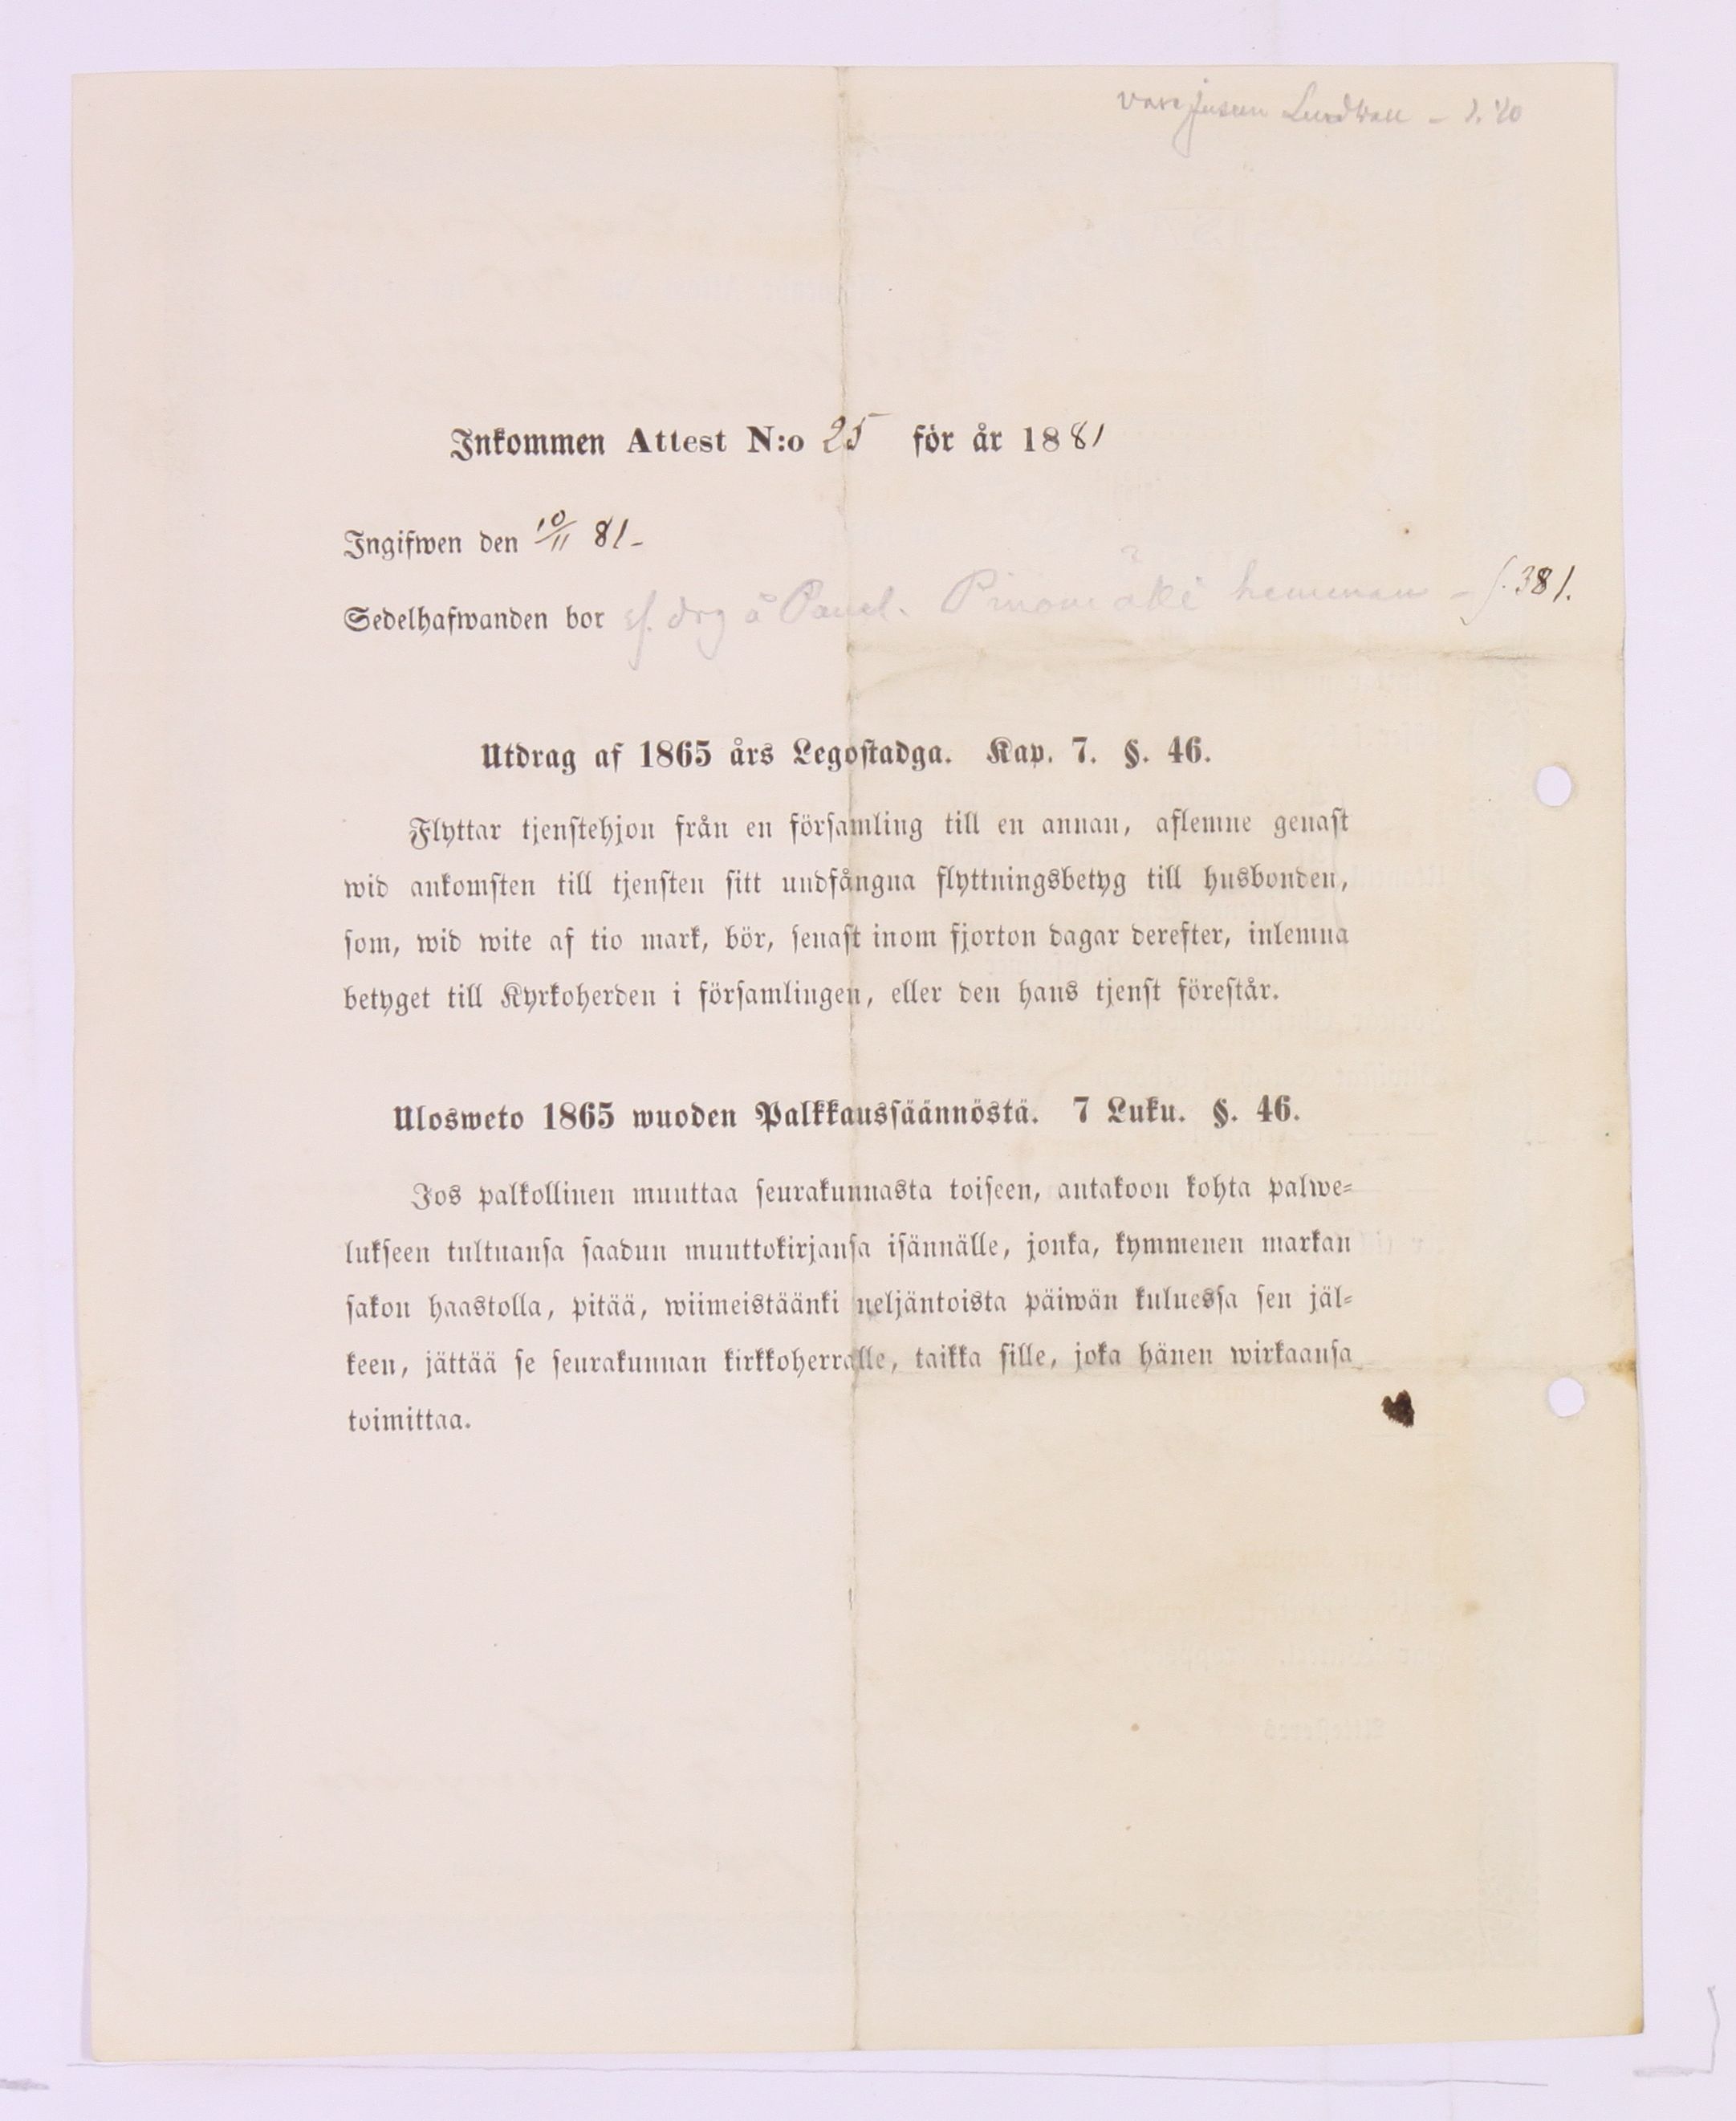 Inkommen Attest N:o 25 för år 1881
Ingifwen den 10/11 81-
Sedelhafwanden bor drg å hemman - f. 381.
Utdrag af 1865 års Legostadga. Kap. 7. §. 46.
Flyttar tjenstehjon från en församling till en annan, aflemne genast
wid ankomsten till tjensten sitt undfångna flyttningsbetyg till husbonden,
som, wid wite af tio mark, bör, senast inom fjorton dagar derefter, inlemna
betyget till Kyrkoherden i församlingen, eller den hans tjenst förestår.
Ulosweto 1865 wuoden Palkkaussäännöstä. 7 Luku. §. 46.
Jos palkollinen muuttaa seurakunnasta toiseen, antakoon kohta palwe=
lukseen tultuansa saadun muuttokirjansa isännälle, jonka, kymmenen markan
sakon haastolla, pitää, wiimeistäänki neljäntoista päiwän kuluessa sen jäl=
keen, jättää se seurakunnan kirkkoherralle, taikka sille, joka hänen wirkaansa
toimittaa.